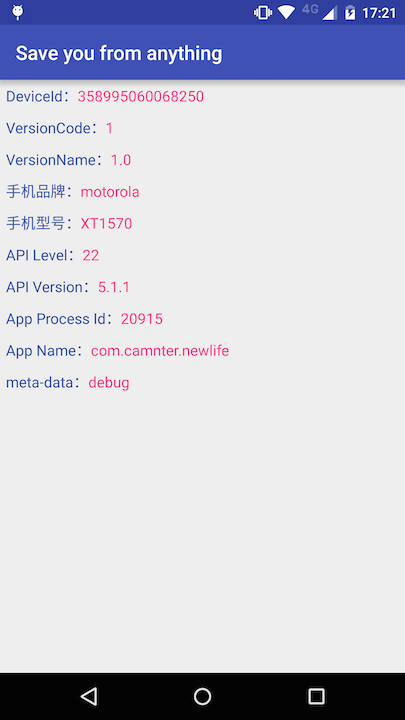 4G 17:21
Save you from anything
DeviceId：358995060068250
VersionCode：1
VersionName：1.0
手机品牌：motorola
手机型号：XT1570
API Level：22
API Version：5.1.1
App Process Id：20915
App Name：com.camnter.newlife
meta-data：debug